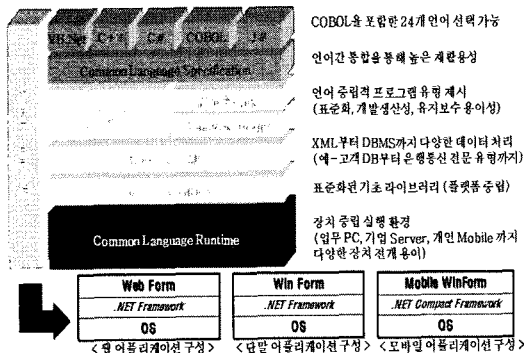 VB.Net C++ C# COBOL J#
Common Language Specification
Common Language Runtime
COBOL을 포함한 24개 언어 선택 가능
언어간 통합을 통해 높은 재활용성
언어 중립적 프로그램 유형 제시
(표준화, 개발생산성, 유지보수 용이성)
XML부터 DBMS까지 다양한 데이터 처리
(예-고객 DB부터 은행통신 전문 유형까지)
표준화된 기초 라이브러리 (플랫폼 중립)
장치 중립 실행 환경
(업무 PC, 기업 Server, 개인 Mobile 까지
다양한 장치 전개 용이)
Web Form
.NET Framework
OS
<웹 어플리케이션 구성>
Win Form
.NET Framework
OS
<단말 어플리케이션 구성>
Mobile WinForm
.NET Compact Framework
OS
<모바일 어플리케이션 구성>